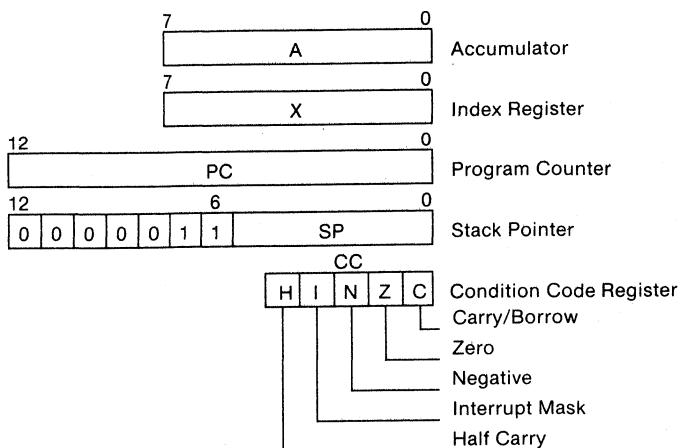 7 0
A Accumulator
7 0
X Index Register
12 0
PC Program Counter
12 6 0
0 0 0 0 0 1 1 SP Stack Pointer
CC
H I N Z C Condition Code Register
Carry/Borrow
Zero
Negative
Interrupt Mask
Half Carry